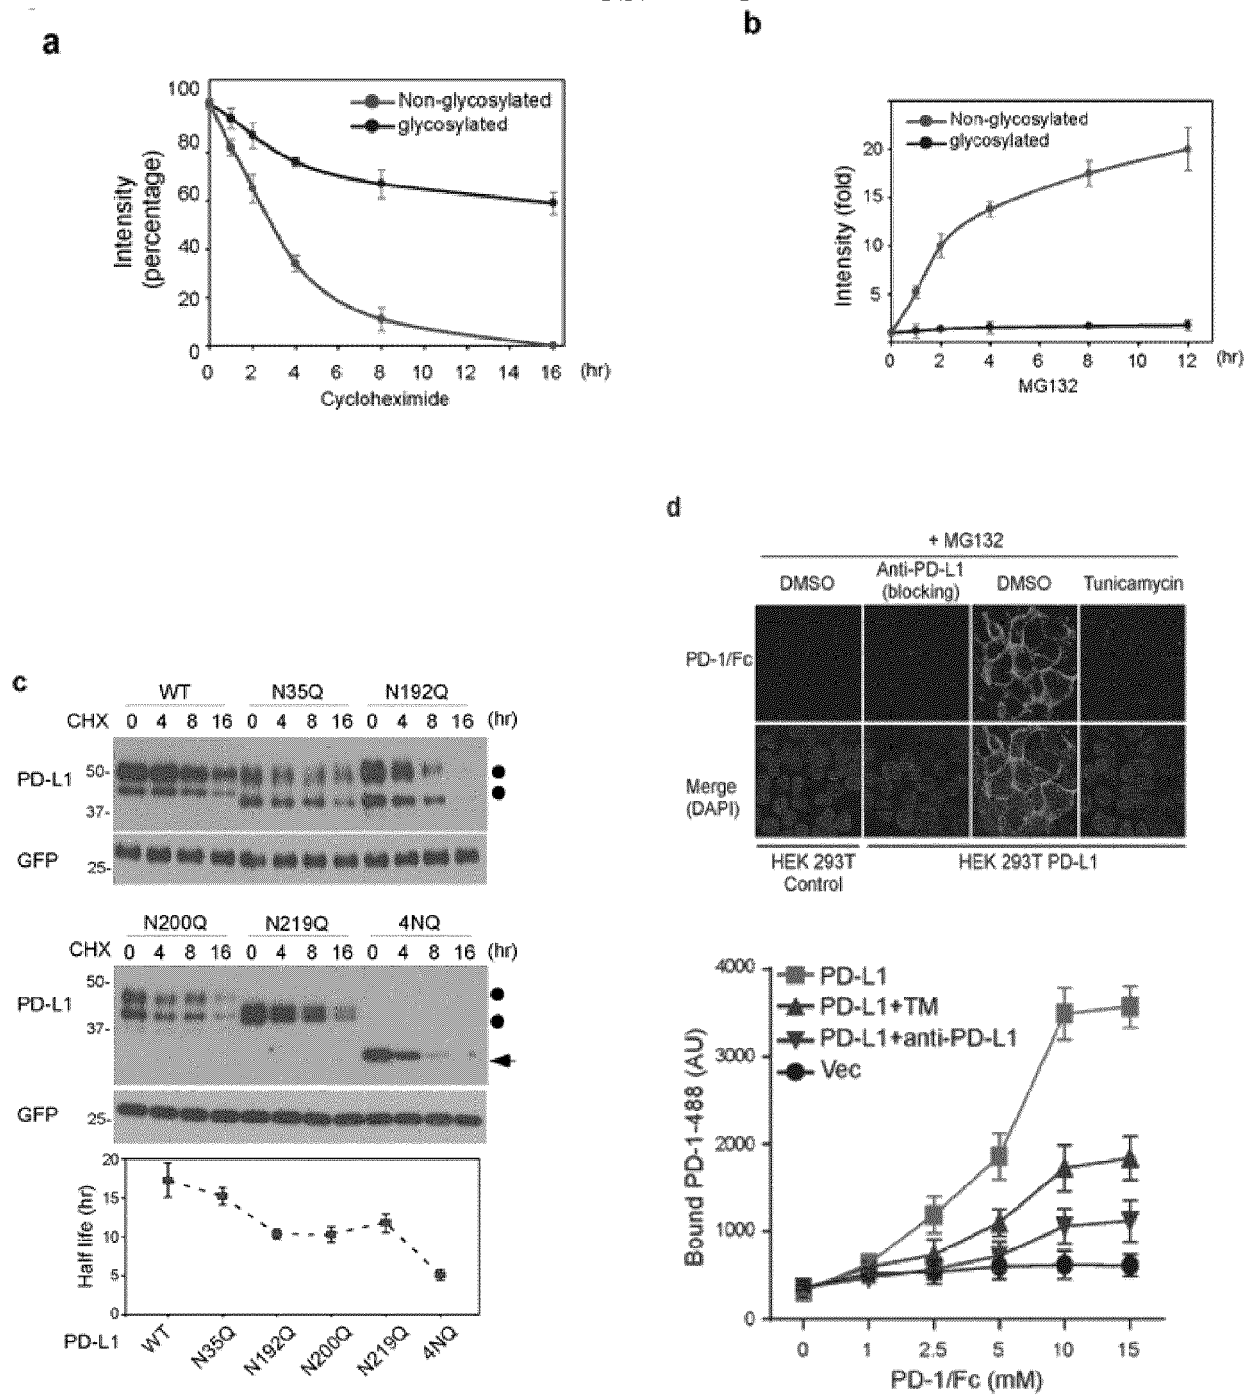 a
100
80
60
40
20
0
Intensity
(percentage)
Non-glycosylated
glycosylated
0 2 4 6 8 10 12 14 16 (hr)
Cycloheximide
b
20
15
10
5
Intensity (fold)
Non-glycosylated
glycosylated
0 2 4 6 8 10 12 (hr)
MG132
c
WT N35Q N192Q
CHX 0 4 8 16 0 4 8 16 0 4 8 16 (hr)
PD-L1
50-
37-
GFP
25-
N200Q N219Q 4NQ
CHX 0 4 8 16 0 4 8 16 0 4 8 16 (hr)
PD-L1
50-
37-
GFP
25-
20
15
10
5
0
Half life (hr)
PD-L1 WT N35Q N192Q N200Q N219Q 4NQ
d
+ MG132
DMSO Anti-PD-L1 (blocking) DMSO Tunicamycin
PD-1/Fc
Merge
(DAPI)
HEK 293T
Control
HEK 293T PD-L1
4000
3000
2000
1000
0
Bound PD-1-488 (AU)
PD-L1
PD-L1+TM
PD-L1+anti-PD-L1
Vec
0 1 2.5 5 10 15
PD-1/Fc (mM)